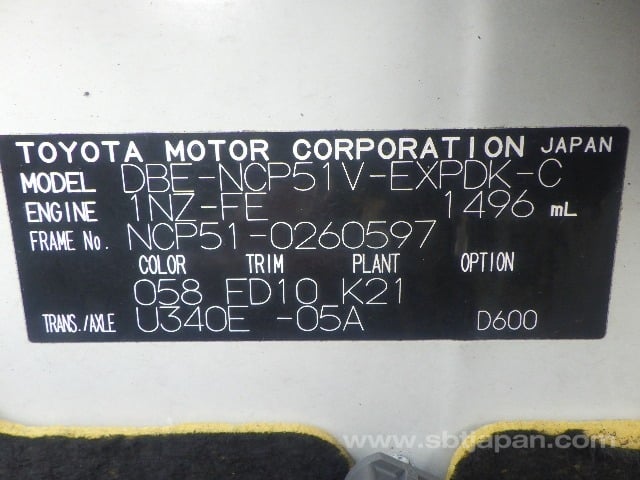 TOYOTA MOTOR CORPORATION JAPAN
MODEL DBE-NCP51V-EXPDK-C
ENGINE 1NZ-FE 1496 mL
FRAME No. NCP51-0260597
COLOR TRIM PLANT OPTION
058 FD10 K21
TRANS./AXLE U340E -05A D600
www.sbtjapan.com